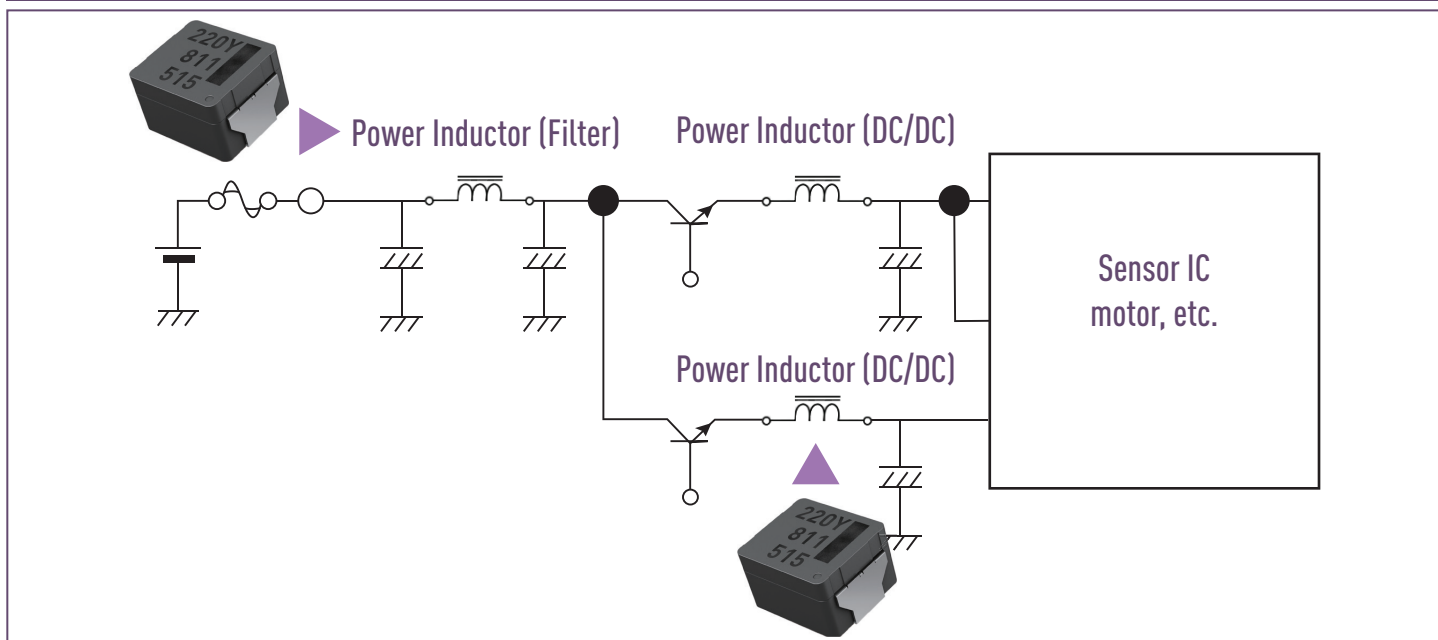 220Y
811
515
Power Inductor (Filter)
Power Inductor (DC/DC)
Sensor IC
motor, etc.
Power Inductor (DC/DC)
220Y
811
515